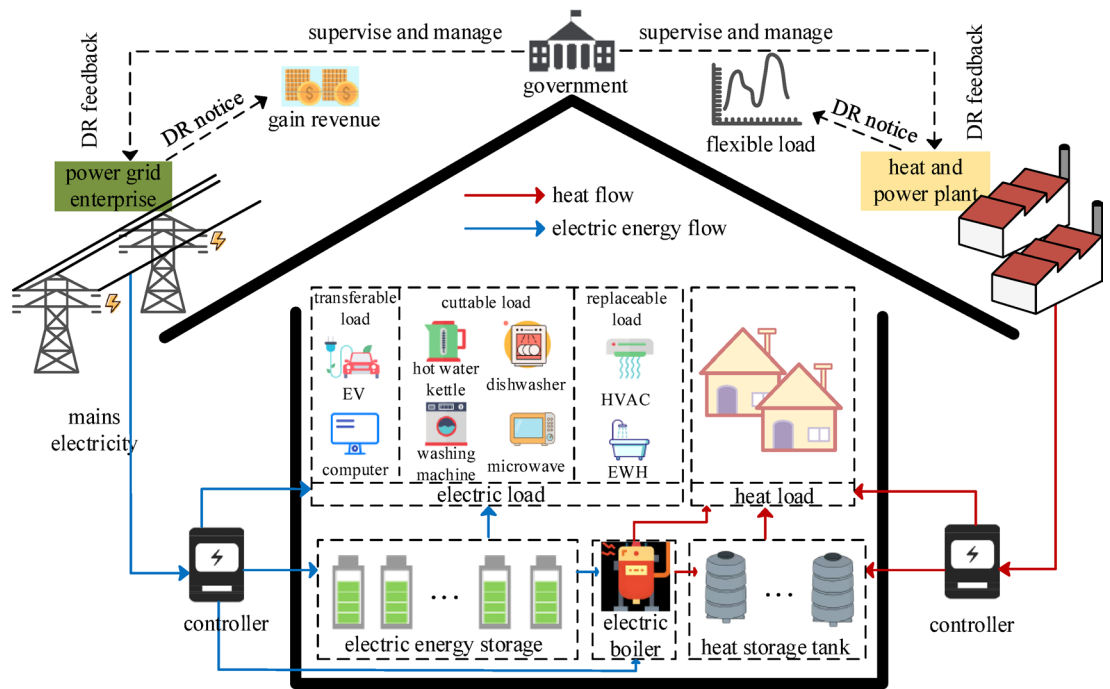 supervise and manage
supervise and manage
government
DR feedback
DR notice
gain revenue
flexible load
DR notice
DR feedback
power grid
enterprise
heat and
power plant
heat flow
electric energy flow
transferable
load
cuttable load
replaceable
load
EV
hot water
kettle
dishwasher
HVAC
computer
washing
machine
microwave
EWH
electric load
heat load
mains
electricity
controller
electric energy storage
electric
boiler
heat storage tank
controller